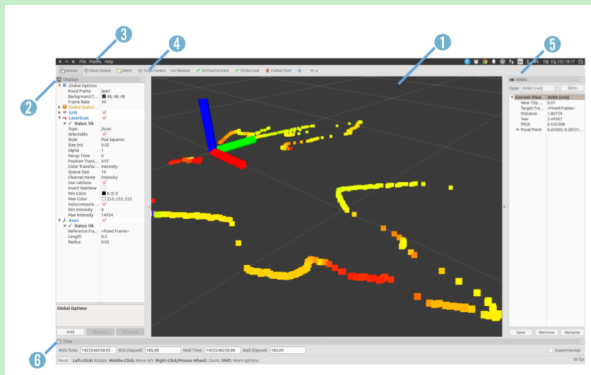 1
2
3
4
5
6
File Panels Help
Interact Move Camera Select Focus Camera Measure 2D Pose Estimate 2D Nav Goal Publish Point
Displays
Global Options
Fixed Frame laser
Background C... 48; 48; 48
Frame Rate 30
Global Status...
Grid
LaserScan
Status: Ok
Topic /scan
Selectable
Style Flat Squares
Size (m) 0.03
Alpha 1
Decay Time 0
Position Trans... XYZ
Color Transfor... Intensity
Queue Size 10
Channel Name intensity
Use rainbow
Invert Rainbow
Min Color 0; 0; 0
Max Color 255; 255; 255
Autocompute...
Min Intensity 0
Max Intensity
Axes
Status: Ok
Reference Fra... <Fixed Frame>
Length 0.3
Radius 0.05
Global Options
Add
Views
Type: Orbit (rviz) Zero
Current View Orbit (rviz)
Near Clip ... 0.01
Target Fra... <Fixed Frame>
Distance
Yaw
Pitch
Focal Point
Save Remove Rename
Time
ROS Time: ROS Elapsed: Wall Time: Wall Elapsed: Experimental
Reset Left-Click: Rotate. Middle-Click: Move X/Y. Right-Click/Mouse Wheel: Zoom. Shift: More options.